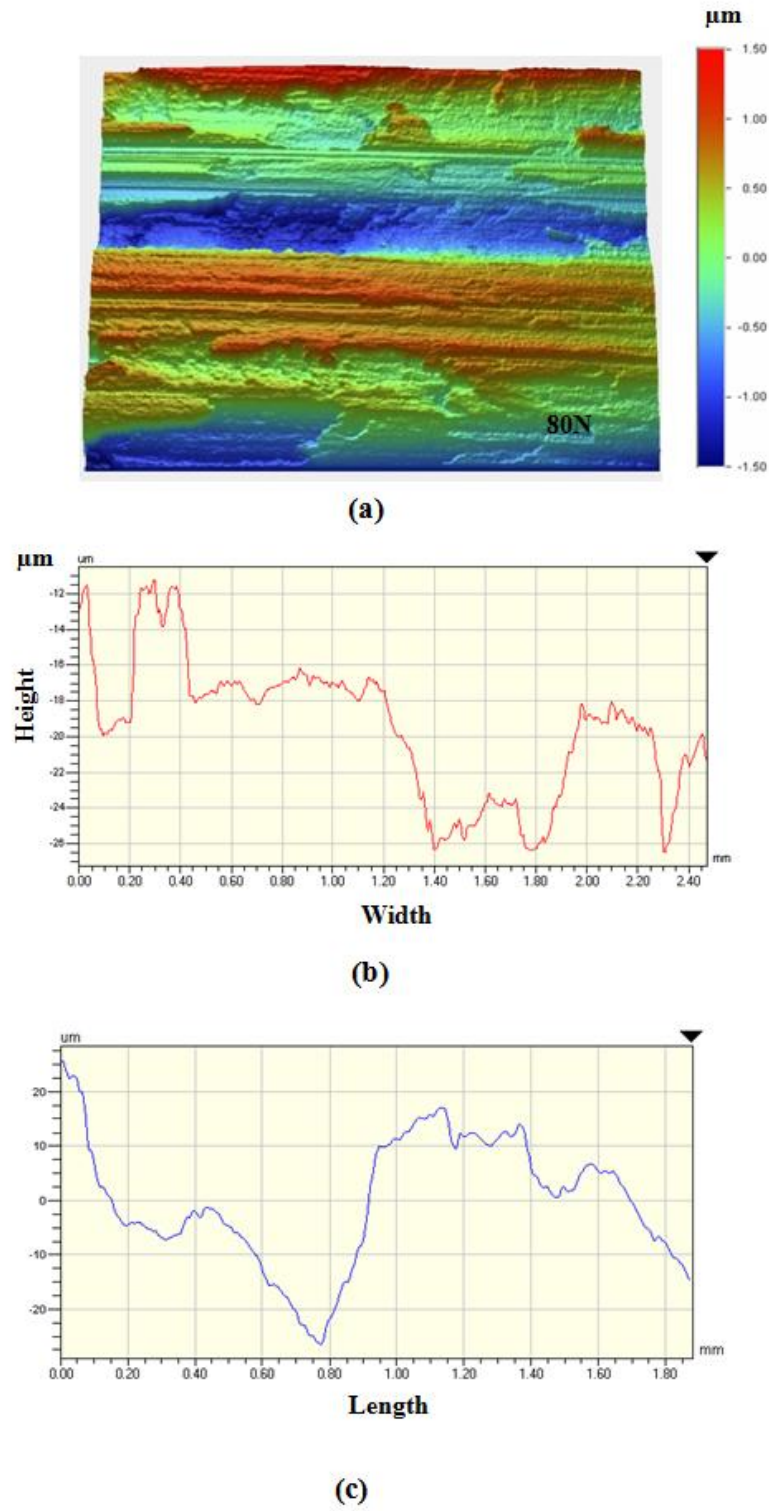 µm
1.50
1.00
0.50
0.00
-0.50
-1.00
-1.50
80N
(a)
µm
um
-12
-14
-16
-18
-20
-22
-24
-26
Height
0.00 0.20 0.40 0.60 0.80 1.00 1.20 1.40 1.60 1.80 2.00 2.20 2.40
mm
Width
(b)
um
20
10
0
-10
-20
0.00 0.20 0.40 0.60 0.80 1.00 1.20 1.40 1.60 1.80
mm
Length
(c)